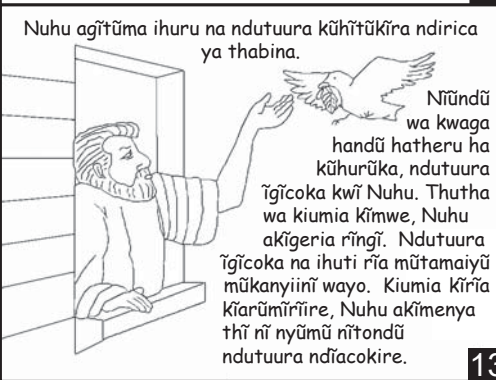 Nuhu agĩtũma ihuru na ndutuura kũhĩtũkĩra ndirica
ya thabina.
Nĩũndũ
wa kwaga
handũ hatheru ha
kũhurũka, ndutuura
ĩgĩcoka kwĩ Nuhu. Thutha
wa kiumia kĩmwe, Nuhu
akĩgeria rĩngĩ. Ndutuura
ĩgĩcoka na ihuti rĩa mũtamaiyũ
mũkanyiinĩ wayo. Kiumia kĩrĩa
kĩarũmĩrĩire, Nuhu akĩmenya
thĩ nĩ nyũmũ nĩtondũ
ndutuura ndĩacokire.
13